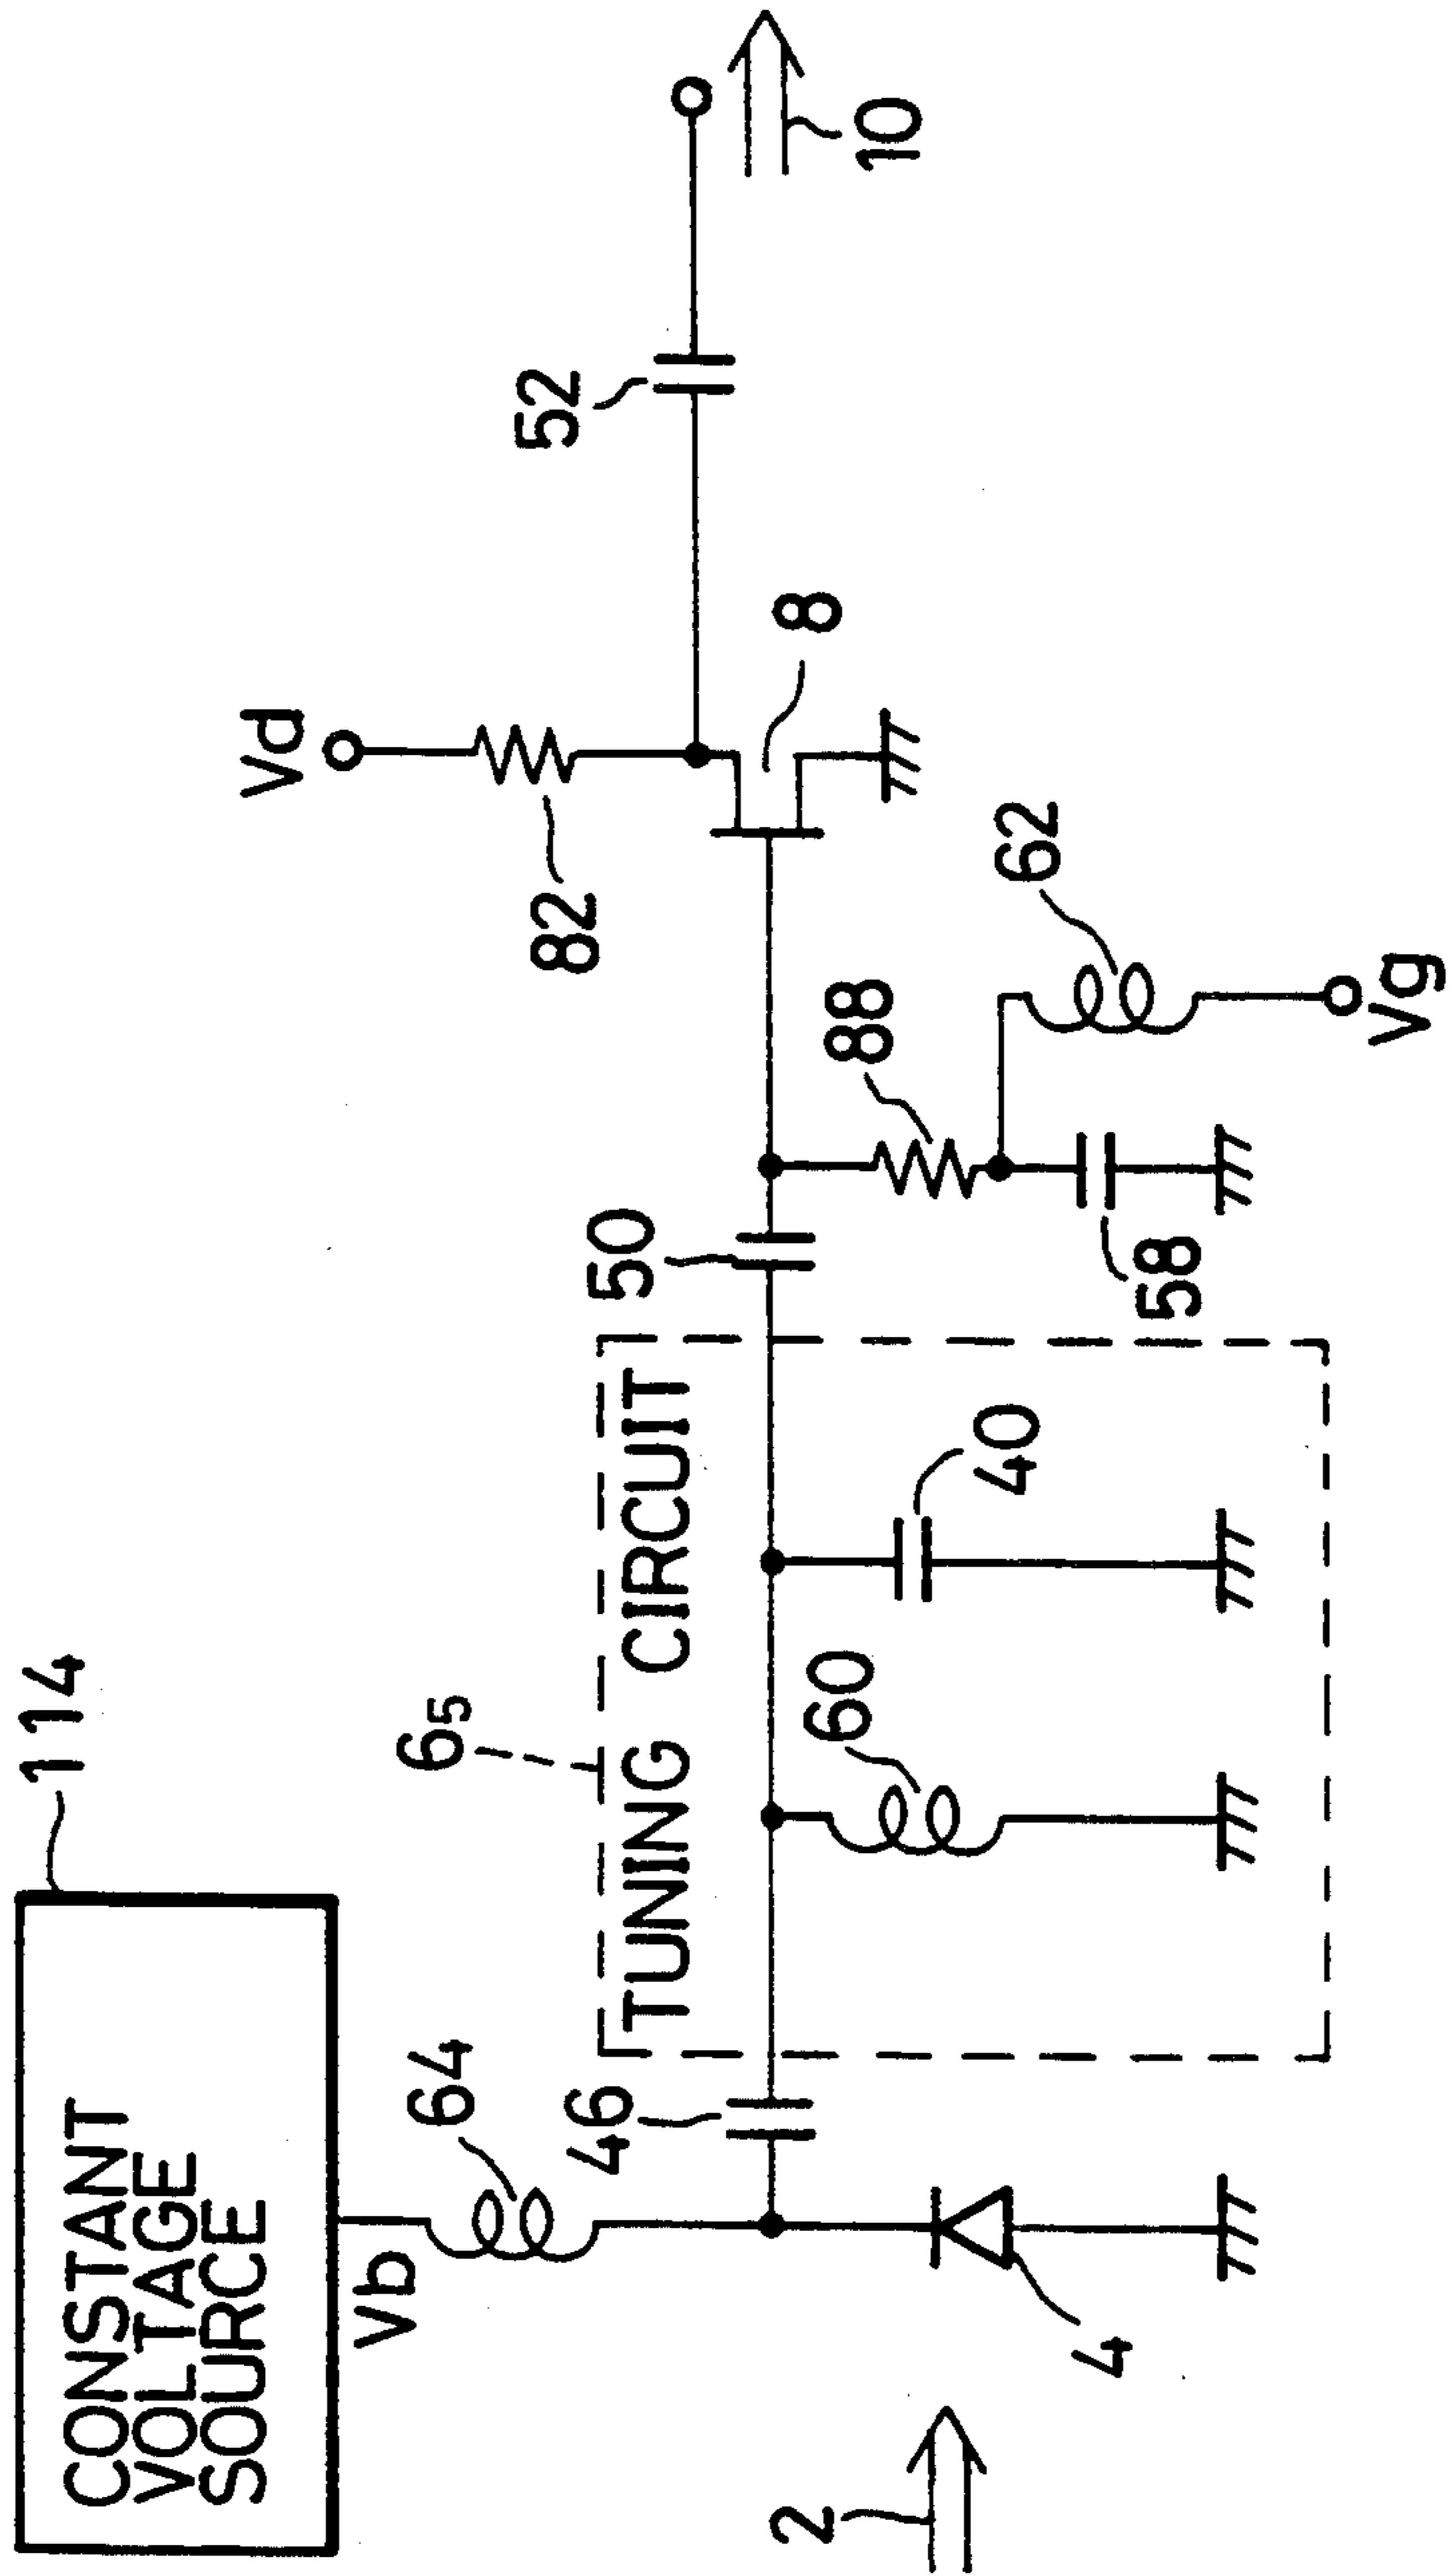 CONSTANT
VOLTAGE
SOURCE
114
Vb
64
6₅
TUNING CIRCUIT
46
60
40
50
4
2
Vd
82
88
58
62
Vg
8
52
10